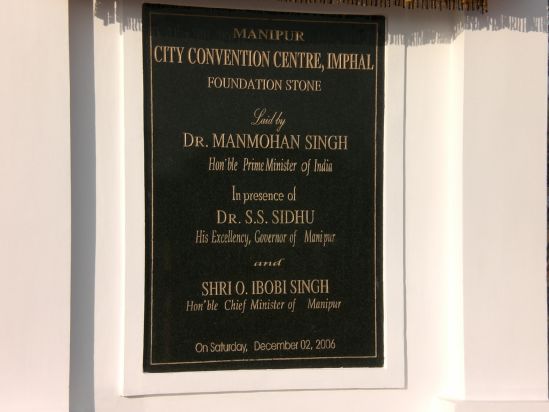 MANIPUR
CITY CONVENTION CENTRE, IMPHAL
FOUNDATION STONE
Laid by
DR. MANMOHAN SINGH
Hon'ble Prime Minister of India
In presence of
DR. S.S. SIDHU
His Excellency, Governor of Manipur
and
SHRI O. IBOBI SINGH
Hon'ble Chief Minister of Manipur
On Saturday, December 02, 2006